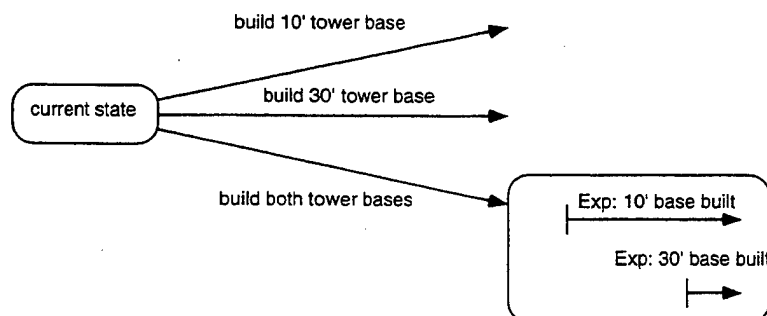 build 10' tower base
current state
build 30' tower base
build both tower bases
Exp: 10' base built
Exp: 30' base built